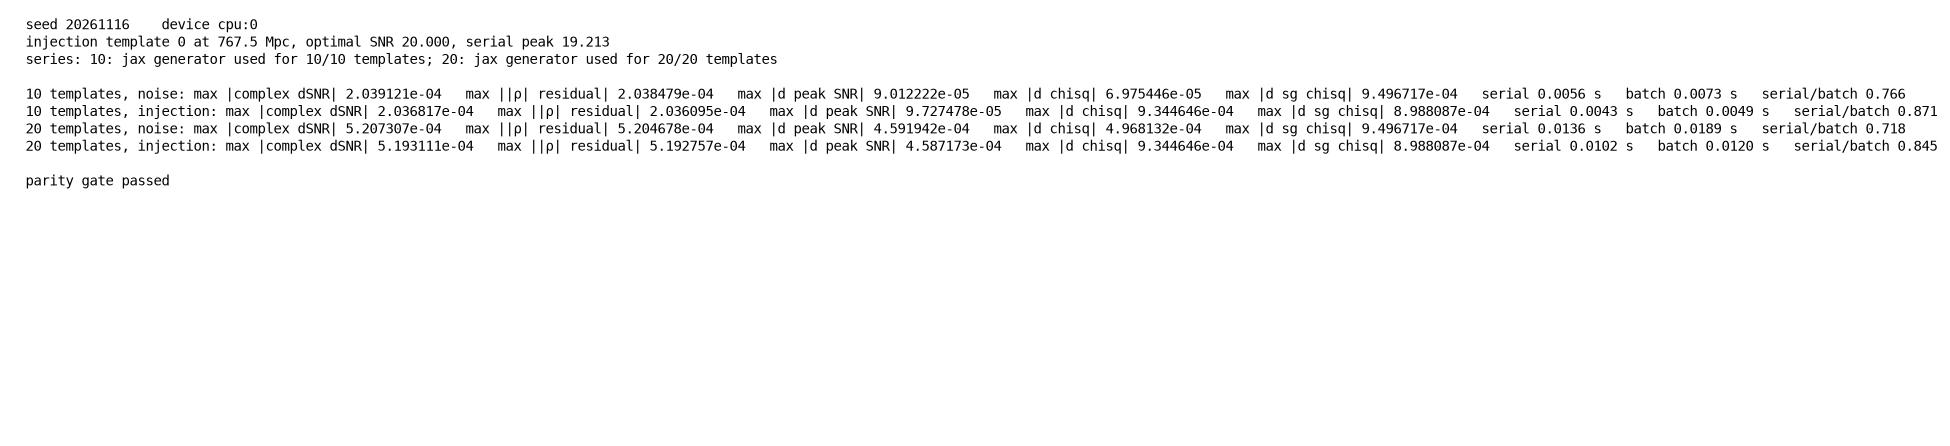 seed 20261116    device cpu:0
injection template 0 at 767.5 Mpc, optimal SNR 20.000, serial peak 19.213
series: 10: jax generator used for 10/10 templates; 20: jax generator used for 20/20 templates
10 templates, noise: max |complex dSNR| 2.039121e-04   max ||ρ| residual| 2.038479e-04   max |d peak SNR| 9.012222e-05   max |d chisq| 6.975446e-05   max |d sg chisq| 9.496717e-04   serial 0.0056 s   batch 0.0073 s   serial/batch 0.766
10 templates, injection: max |complex dSNR| 2.036817e-04   max ||ρ| residual| 2.036095e-04   max |d peak SNR| 9.727478e-05   max |d chisq| 9.344646e-04   max |d sg chisq| 8.988087e-04   serial 0.0043 s   batch 0.0049 s   serial/batch 0.871
20 templates, noise: max |complex dSNR| 5.207307e-04   max ||ρ| residual| 5.204678e-04   max |d peak SNR| 4.591942e-04   max |d chisq| 4.968132e-04   max |d sg chisq| 9.496717e-04   serial 0.0136 s   batch 0.0189 s   serial/batch 0.718
20 templates, injection: max |complex dSNR| 5.193111e-04   max ||ρ| residual| 5.192757e-04   max |d peak SNR| 4.587173e-04   max |d chisq| 9.344646e-04   max |d sg chisq| 8.988087e-04   serial 0.0102 s   batch 0.0120 s   serial/batch 0.845
parity gate passed